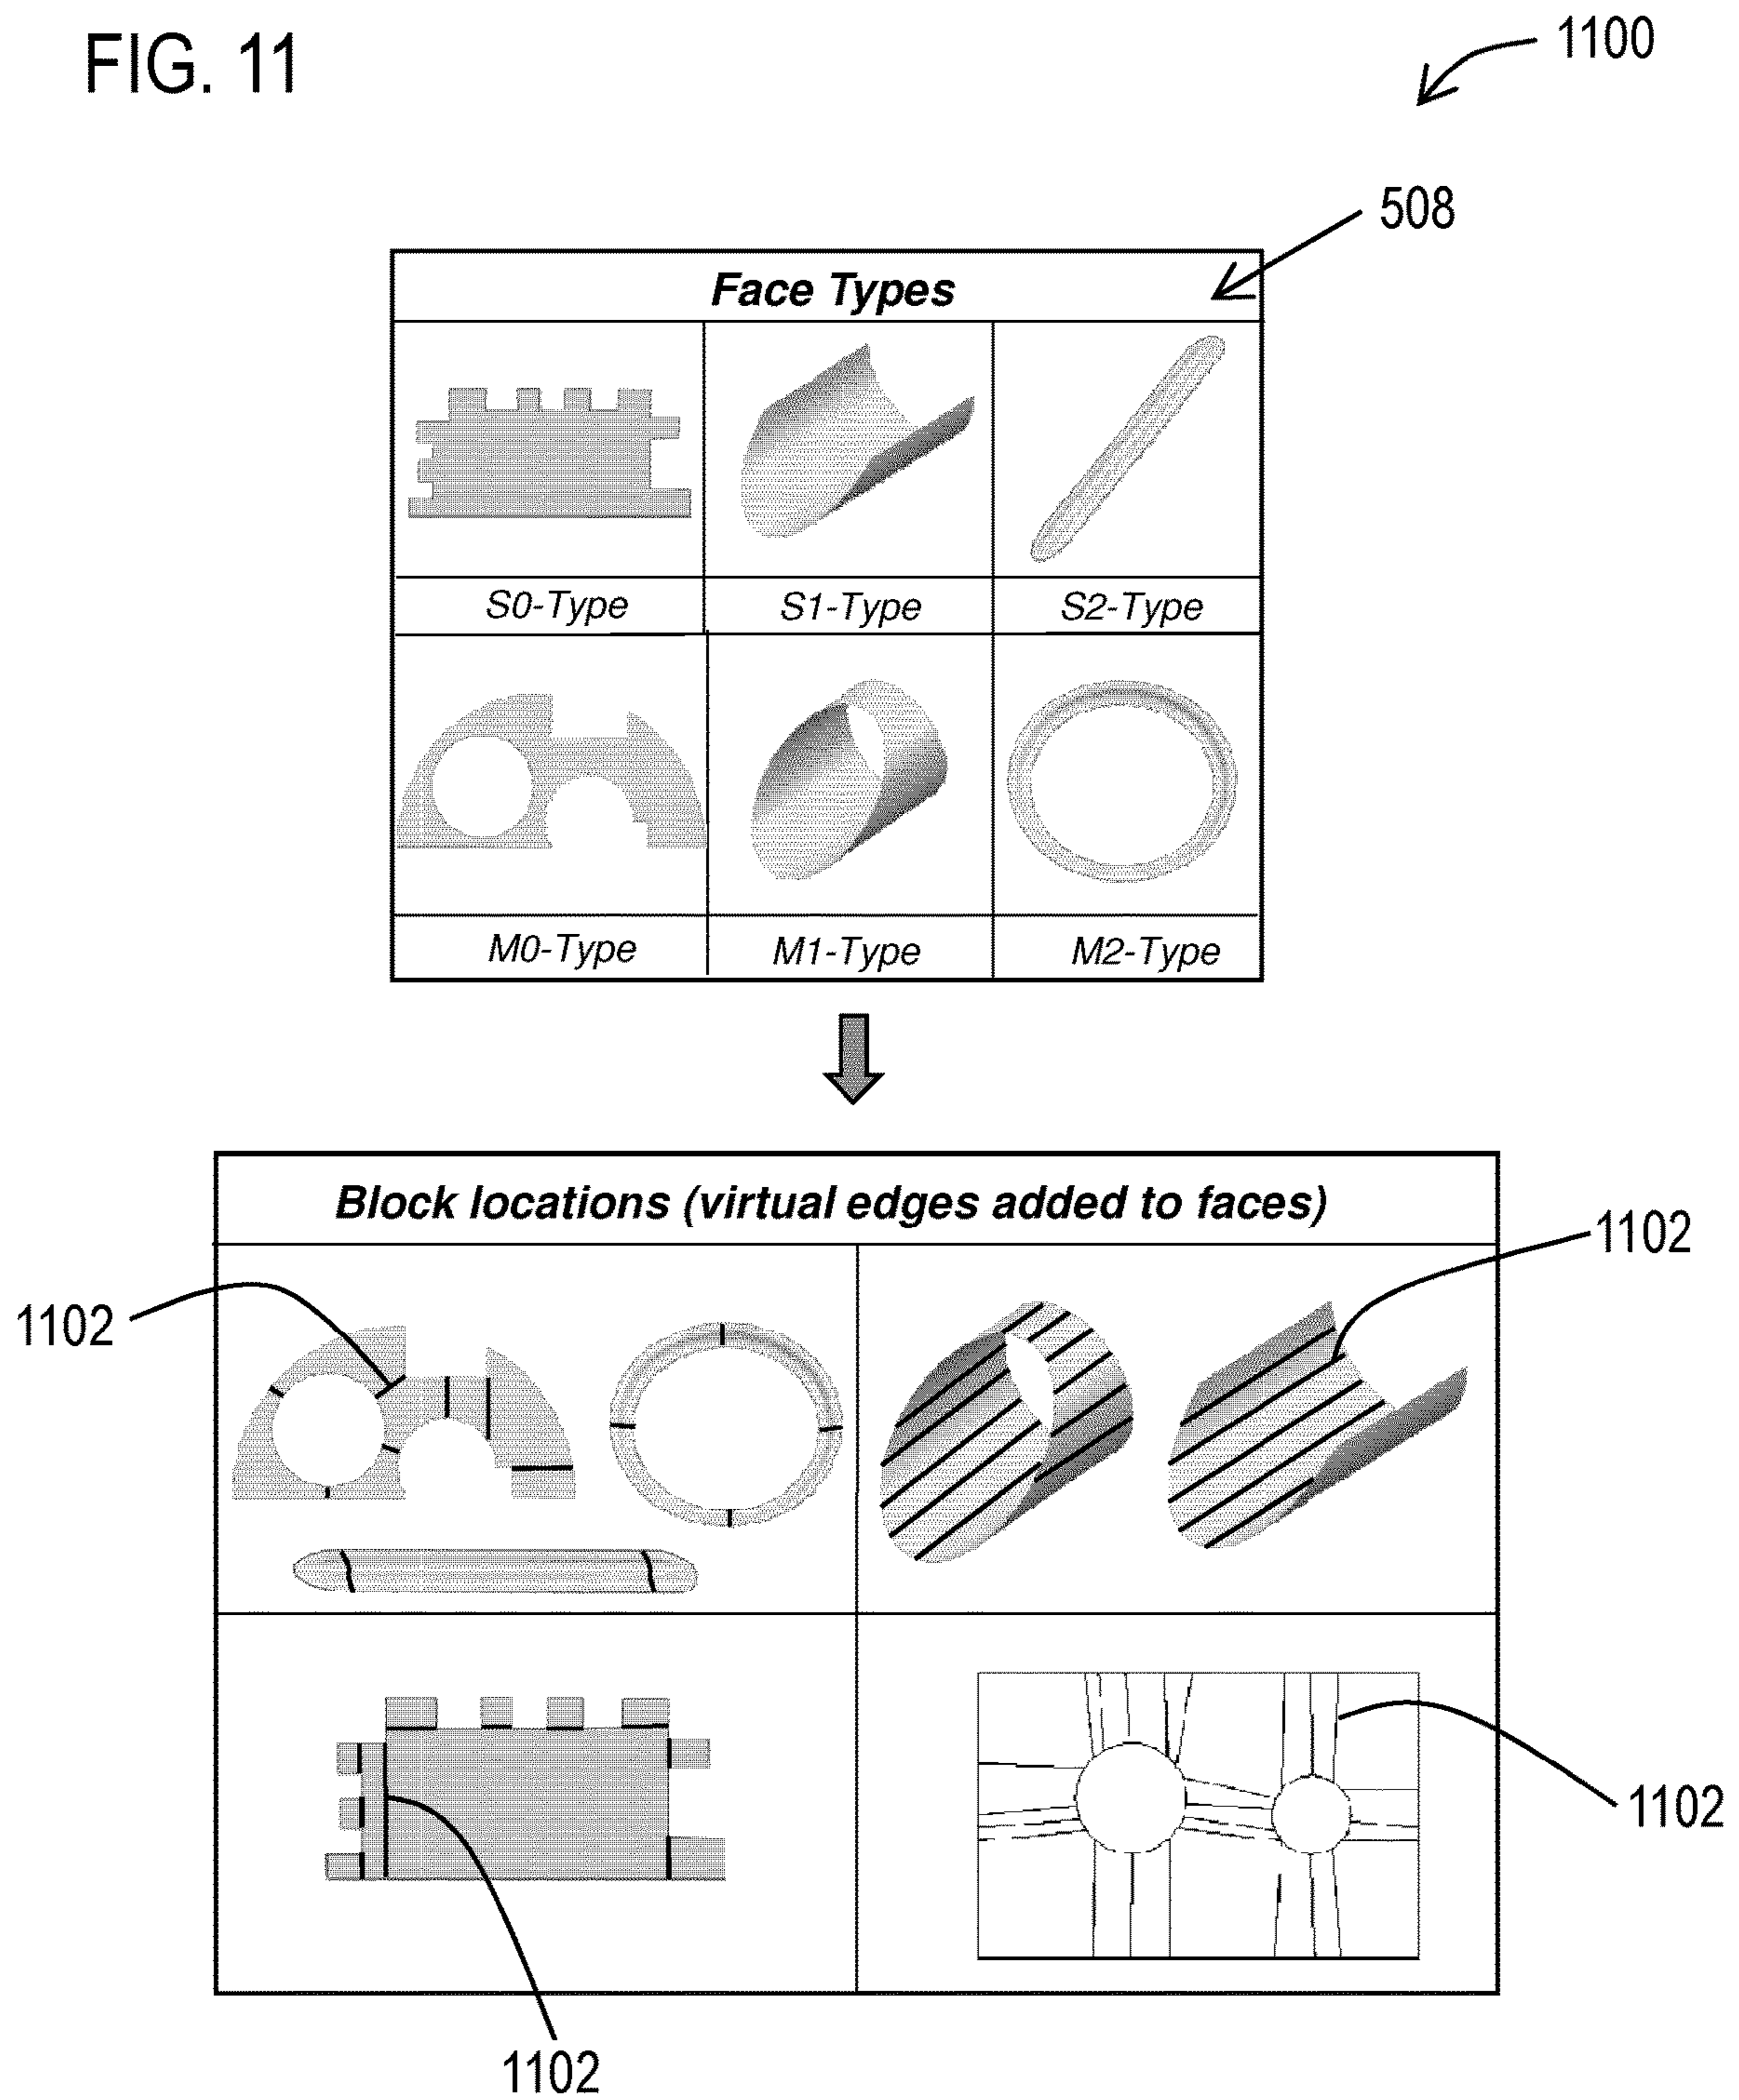 FIG. 11
1100
508
Face Types
S0-Type S1-Type S2-Type
M0-Type M1-Type M2-Type
Block locations (virtual edges added to faces)
1102
1102
1102
1102